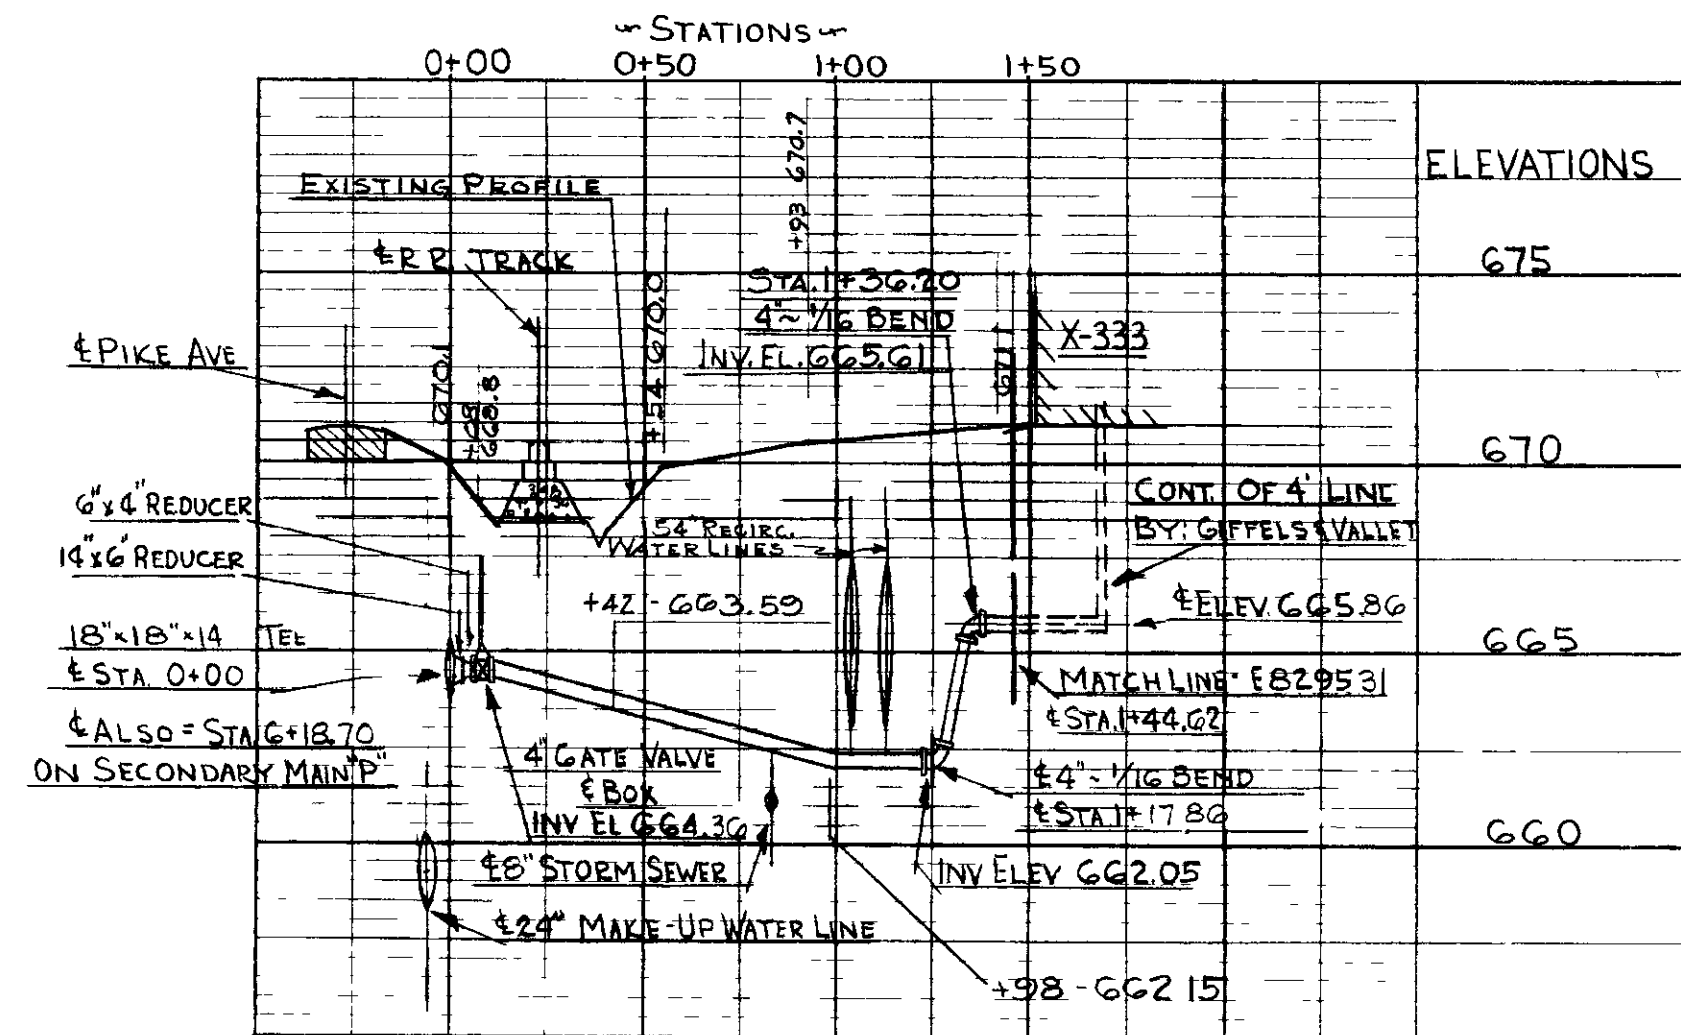 ~ STATIONS ~
0+00 0+50 1+00 1+50
ELEVATIONS
+93 670.7
EXISTING PROFILE
℄ R R. TRACK
675
STA. 1+36.20
4"~ 1/16 BEND
INV. EL. 665.61
X-333
℄ PIKE AVE
670.1
668.8
+54 670.0
671
670
6"x4" REDUCER
14"x6" REDUCER
54" RECIRC.
WATER LINES
CONT. OF 4" LINE
BY: GIFFELS & VALLET
+42 - 663.59
℄ ELEV. 665.86
18"x18"x14 TEE
℄ STA. 0+00
665
MATCH LINE E829531
℄ STA. 1+44.62
℄ ALSO = STA 6+18.70
ON SECONDARY MAIN "P"
4" GATE VALVE
& BOX
INV EL 664.36
℄ 4"~ 1/16 BEND
℄ STA. 1+17 86
660
℄ 8" STORM SEWER
INV ELEV 662.05
℄ 24" MAKE-UP WATER LINE
+98 - 662 15